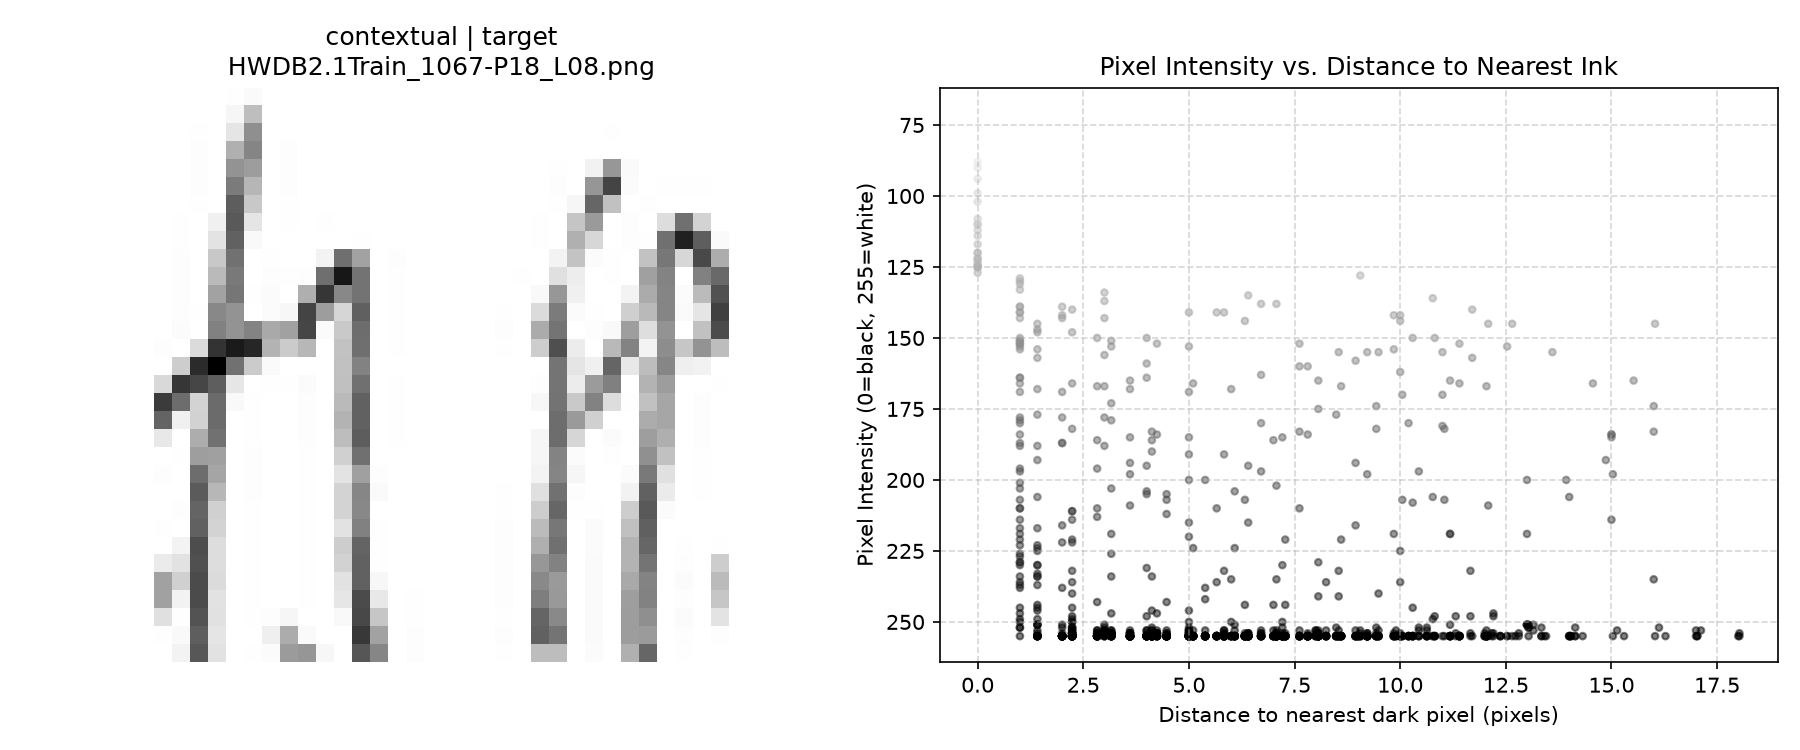 contextual | target
HWDB2.1Train_1067-P18_L08.png
Pixel Intensity vs. Distance to Nearest Ink
Pixel Intensity (0=black, 255=white)
75
100
125
150
175
200
225
250
0.0 2.5 5.0 7.5 10.0 12.5 15.0 17.5
Distance to nearest dark pixel (pixels)